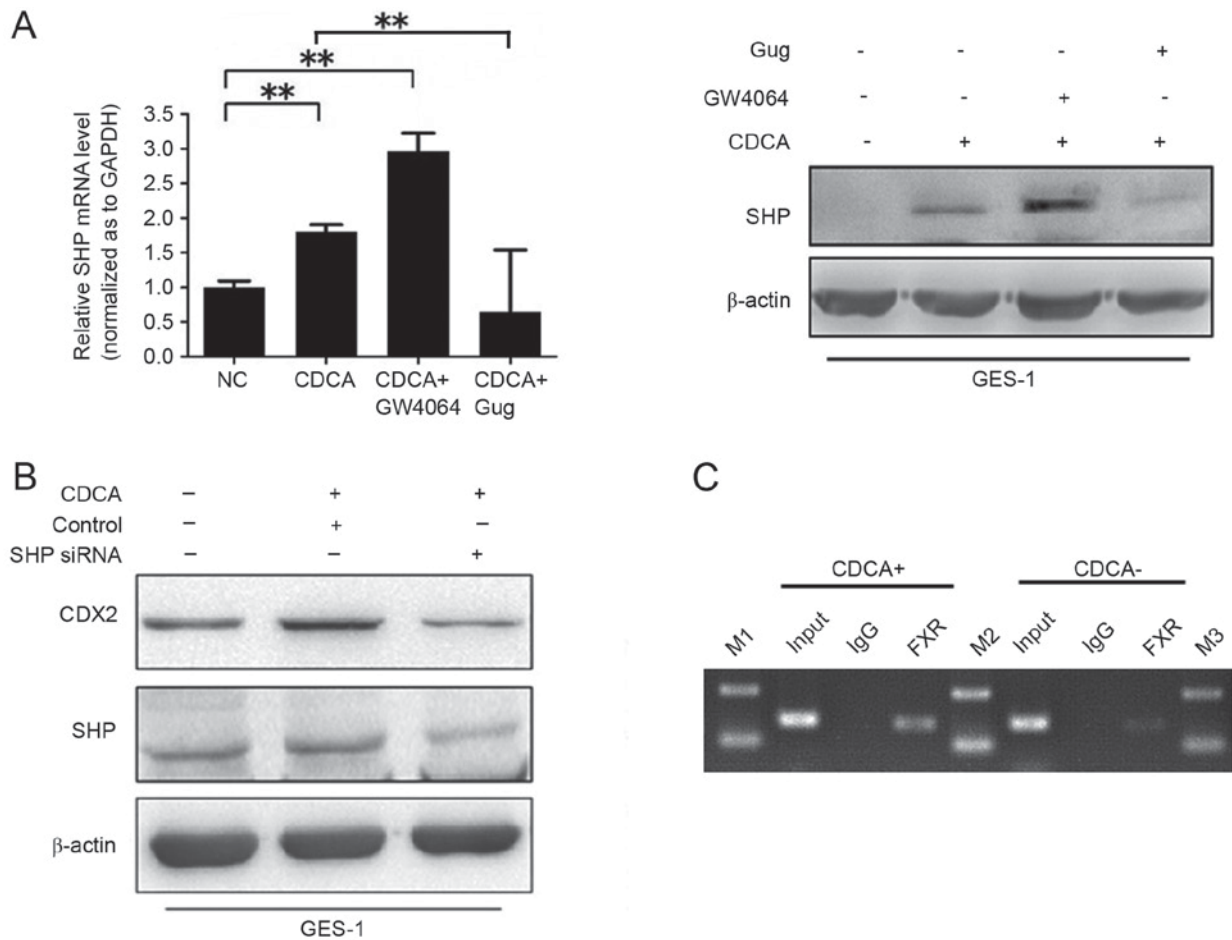 A
**
**
**
Relative SHP mRNA level
(normalized as to GAPDH)
3.5
3.0
2.5
2.0
1.5
1.0
0.5
0.0
NC
CDCA
CDCA+
GW4064
CDCA+
Gug
Gug - - - +
GW4064 - - + -
CDCA - + + +
SHP
β-actin
GES-1
B
CDCA – + +
Control – + –
SHP siRNA – – +
CDX2
SHP
β-actin
GES-1
C
CDCA+ CDCA-
M1 Input IgG FXR M2 Input IgG FXR M3